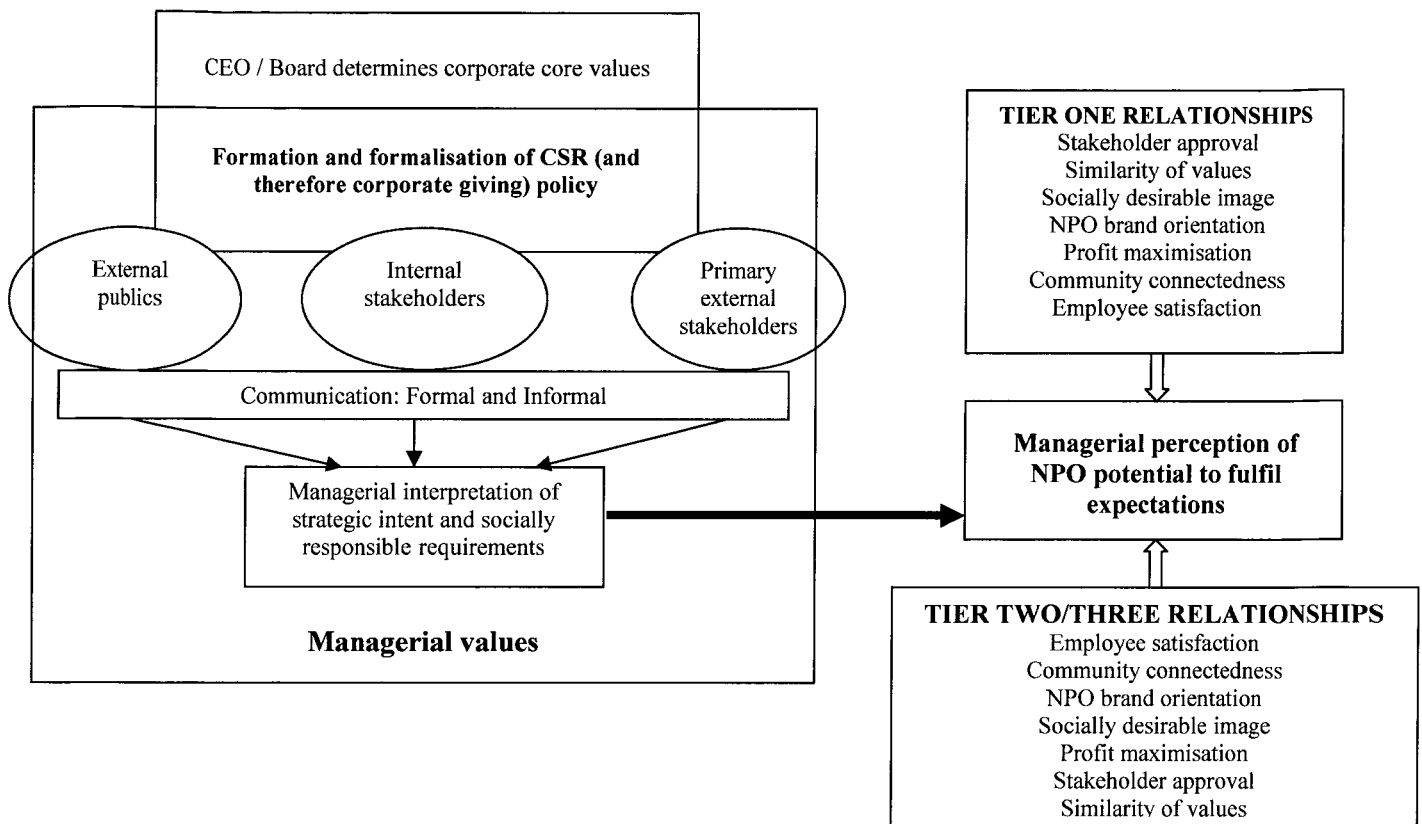 CEO / Board determines corporate core values
Formation and formalisation of CSR (and
therefore corporate giving) policy
External
publics
Internal
stakeholders
Primary
external
stakeholders
Communication: Formal and Informal
Managerial interpretation of
strategic intent and socially
responsible requirements
Managerial values
TIER ONE RELATIONSHIPS
Stakeholder approval
Similarity of values
Socially desirable image
NPO brand orientation
Profit maximisation
Community connectedness
Employee satisfaction
Managerial perception of
NPO potential to fulfil
expectations
TIER TWO/THREE RELATIONSHIPS
Employee satisfaction
Community connectedness
NPO brand orientation
Socially desirable image
Profit maximisation
Stakeholder approval
Similarity of values